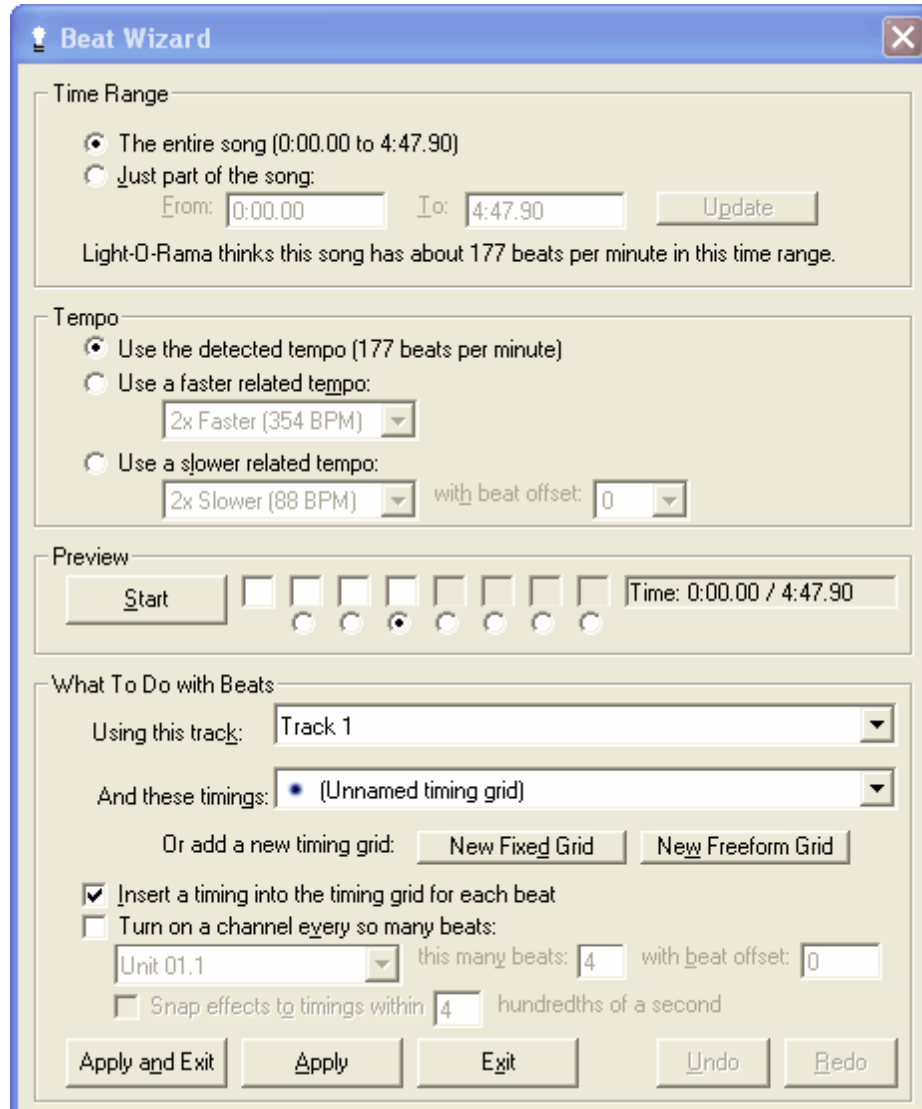 Beat Wizard
Time Range
The entire song (0:00.00 to 4:47.90)
Just part of the song:
From: 0:00.00 To: 4:47.90 Update
Light-O-Rama thinks this song has about 177 beats per minute in this time range.
Tempo
Use the detected tempo (177 beats per minute)
Use a faster related tempo:
2x Faster (354 BPM)
Use a slower related tempo:
2x Slower (88 BPM) with beat offset: 0
Preview
Start Time: 0:00.00 / 4:47.90
What To Do with Beats
Using this track: Track 1
And these timings: (Unnamed timing grid)
Or add a new timing grid: New Fixed Grid New Freeform Grid
Insert a timing into the timing grid for each beat
Turn on a channel every so many beats:
Unit 01.1 this many beats: 4 with beat offset: 0
Snap effects to timings within 4 hundredths of a second
Apply and Exit Apply Exit Undo Redo